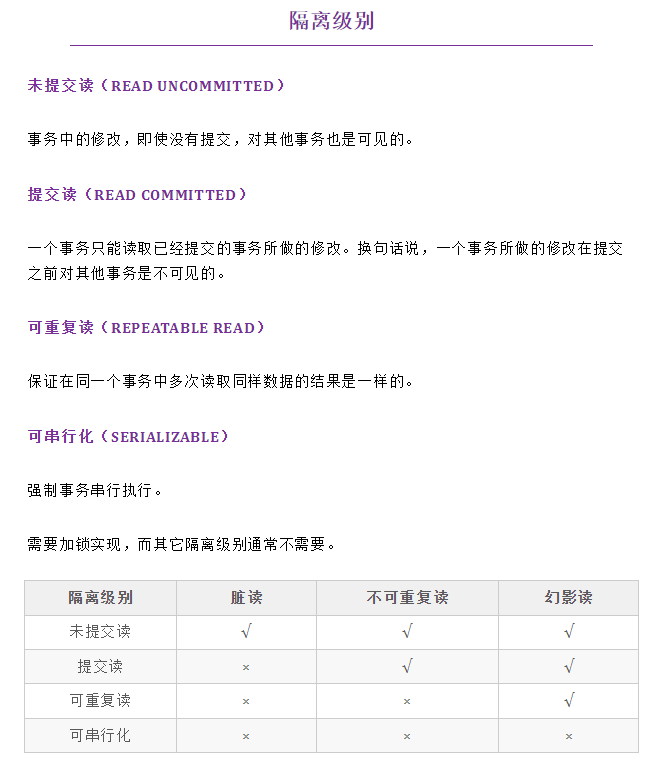 隔离级别
未提交读（READ UNCOMMITTED）
事务中的修改，即使没有提交，对其他事务也是可见的。
提交读（READ COMMITTED）
一个事务只能读取已经提交的事务所做的修改。换句话说，一个事务所做的修改在提交
之前对其他事务是不可见的。
可重复读（REPEATABLE READ）
保证在同一个事务中多次读取同样数据的结果是一样的。
可串行化（SERIALIZABLE）
强制事务串行执行。
需要加锁实现，而其它隔离级别通常不需要。
隔离级别 脏读 不可重复读 幻影读
未提交读 √ √ √
提交读 × √ √
可重复读 × × √
可串行化 × × ×